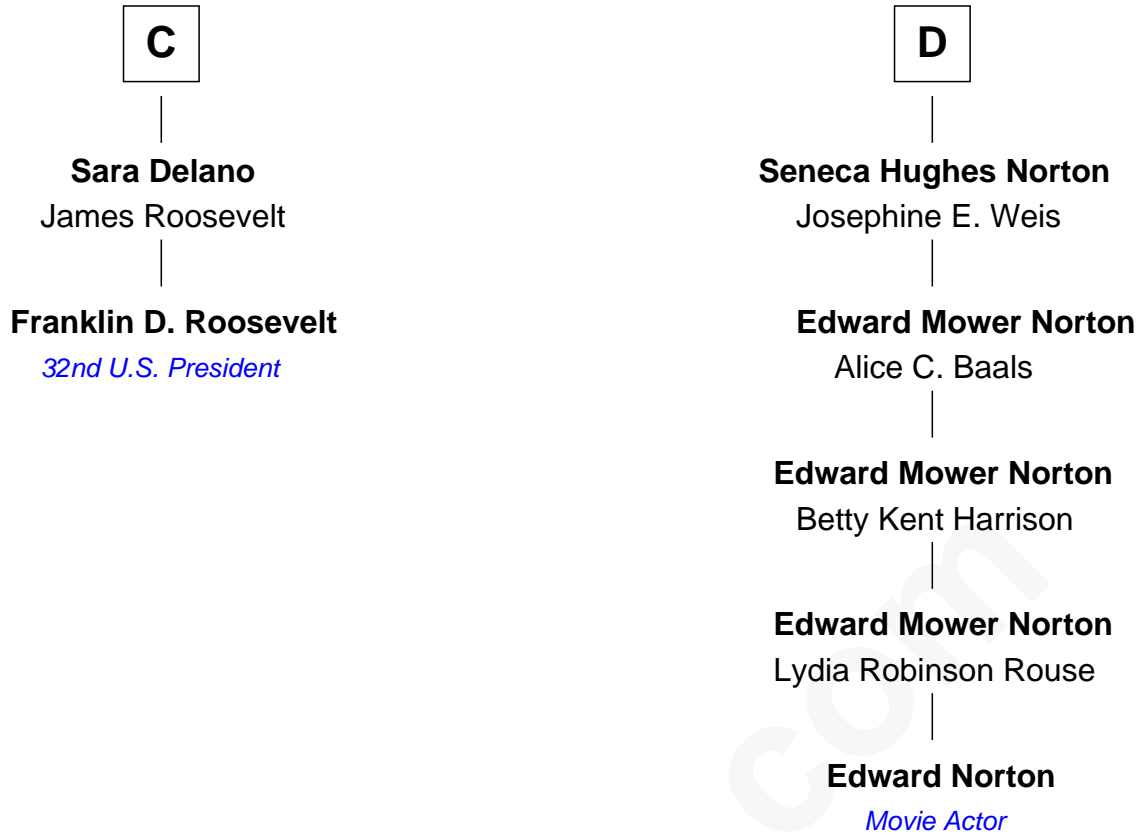 C
Sara Delano
James Roosevelt
Franklin D. Roosevelt
32nd U.S. President
D
Seneca Hughes Norton
Josephine E. Weis
Edward Mower Norton
Alice C. Baals
Edward Mower Norton
Betty Kent Harrison
Edward Mower Norton
Lydia Robinson Rouse
Edward Norton
Movie Actor
com